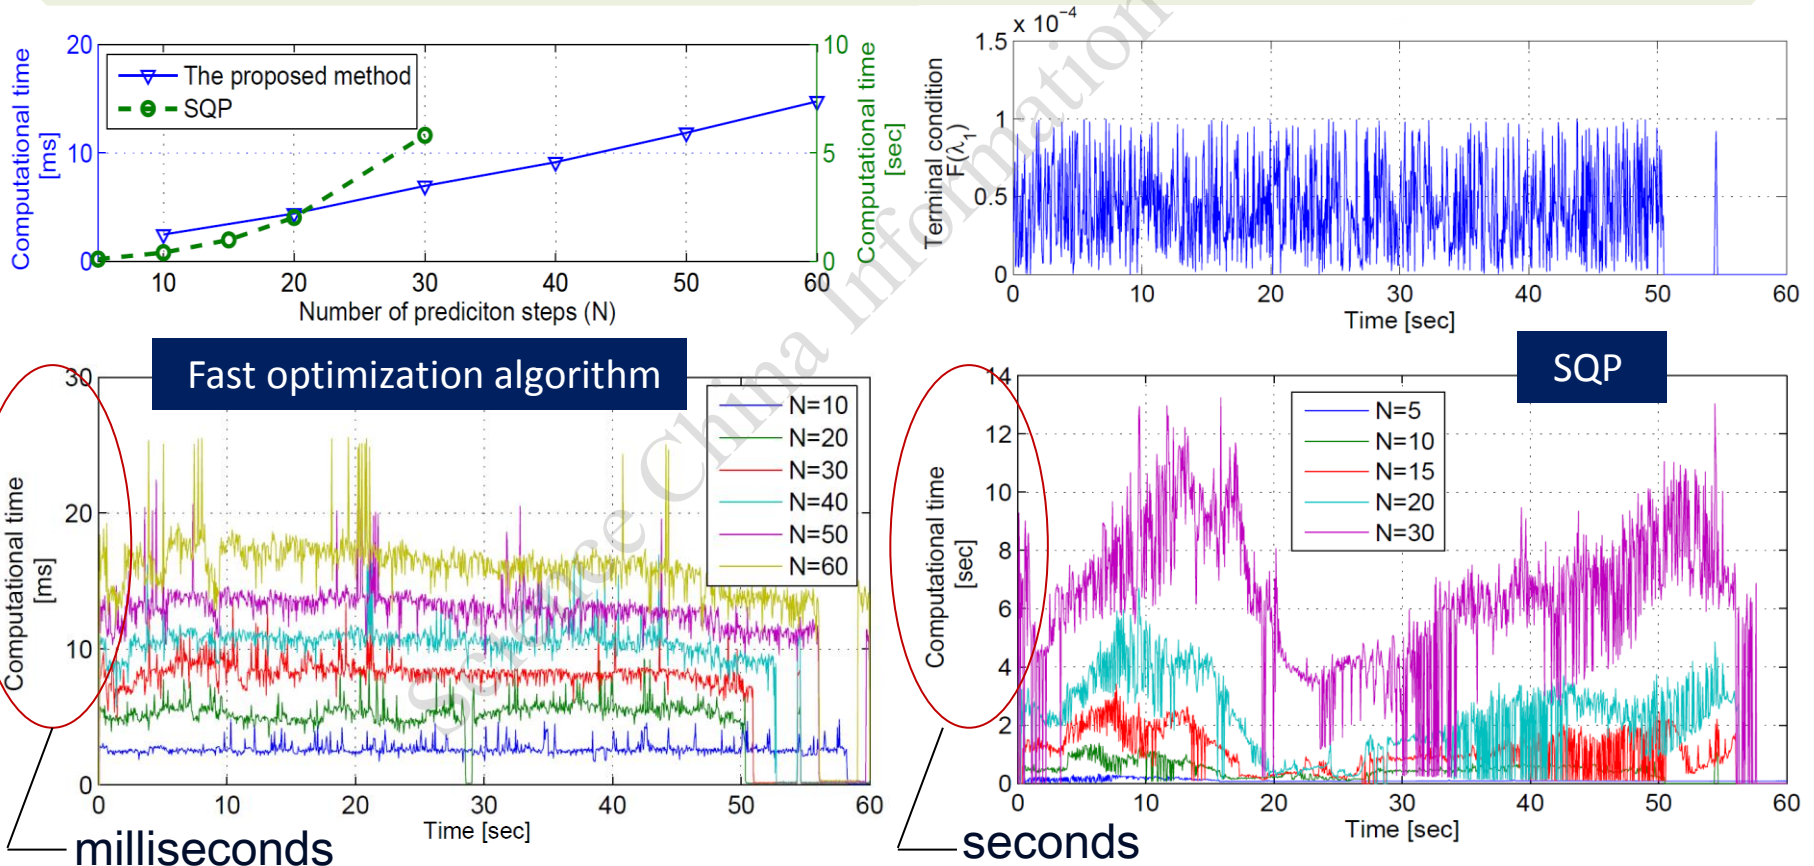 20
10
0
Computational time
[ms]
The proposed method
SQP
10
5
0
Computational time
[sec]
10 20 30 40 50 60
Number of prediciton steps (N)
x 10⁻⁴
1.5
1
0.5
0
Terminal condition
F(λ₁)
0 10 20 30 40 50 60
Time [sec]
Fast optimization algorithm
30
20
10
0
Computational time
[ms]
N=10
N=20
N=30
N=40
N=50
N=60
0 10 20 30 40 50 60
Time [sec]
milliseconds
SQP
14
12
10
8
6
4
2
0
Computational time
[sec]
N=5
N=10
N=15
N=20
N=30
0 10 20 30 40 50 60
Time [sec]
seconds
Science China Information